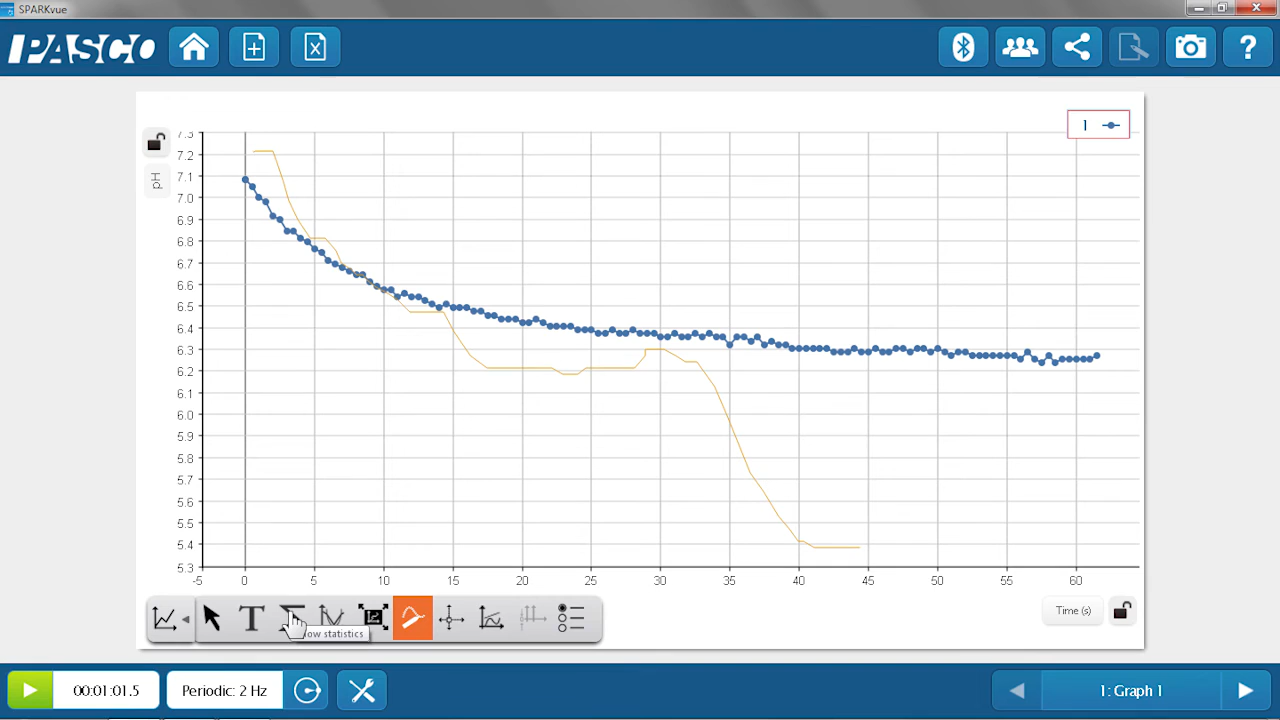 SPARKvue
PASCO
1
pH
7.3
7.2
7.1
7.0
6.9
6.8
6.7
6.6
6.5
6.4
6.3
6.2
6.1
6.0
5.9
5.8
5.7
5.6
5.5
5.4
5.3
-5 0 5 10 15 20 25 30 35 40 45 50 55 60
Time (s)
T
ow statistics
00:01:01.5
Periodic: 2 Hz
1: Graph 1